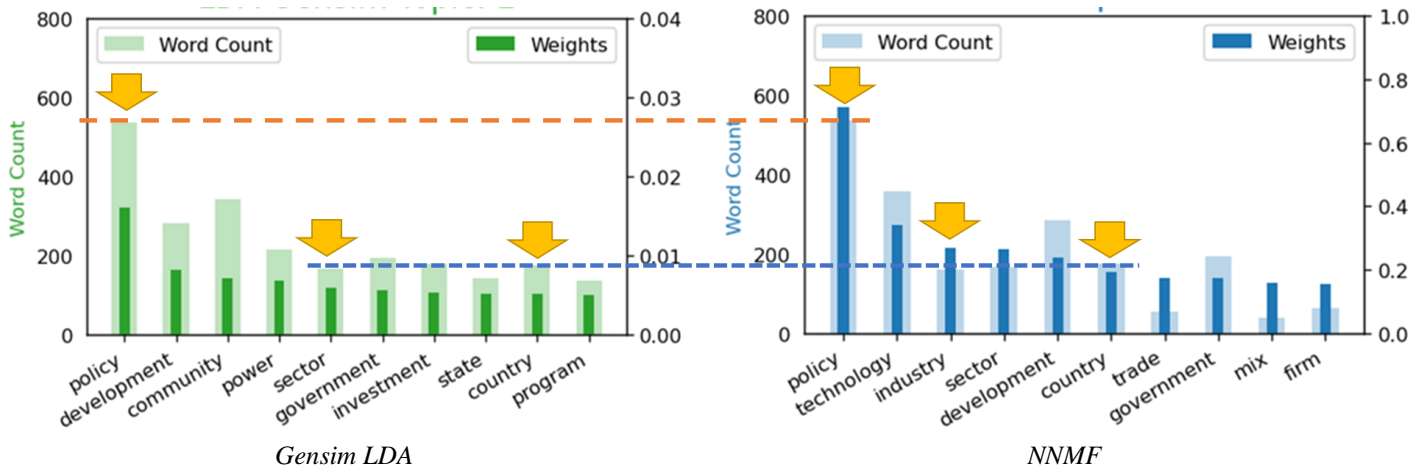 800
600
400
200
0
Word Count
Word Count
Weights
0.04
0.03
0.02
0.01
0.00
policy
development
community
power
sector
government
investment
state
country
program
Gensim LDA
800
600
400
200
0
Word Count
Word Count
Weights
1.0
0.8
0.6
0.4
0.2
0.0
policy
technology
industry
sector
development
country
trade
government
mix
firm
NNMF